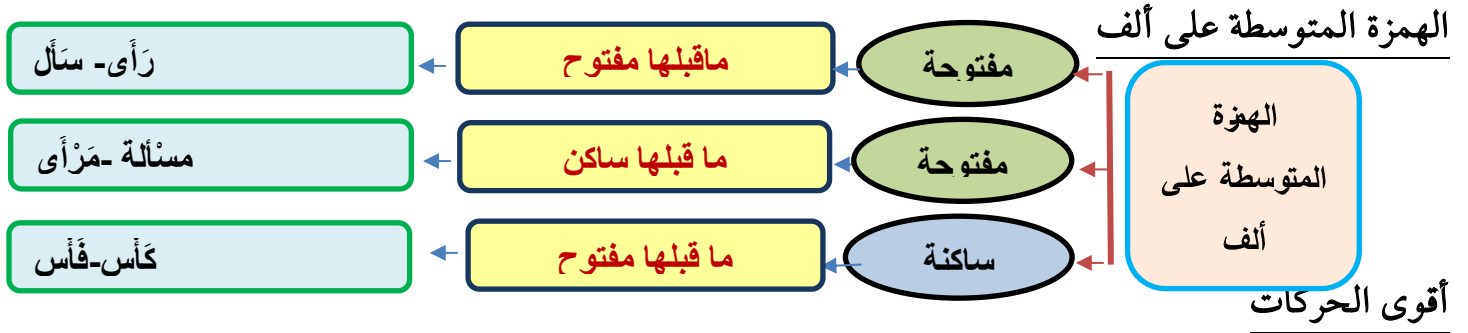 الهمزة المتوسطة على ألف
الهمزة
المتوسطة على
ألف
مفتوحة
ماقبلها مفتوح
رَأَى- سَأَل
مفتوحة
ما قبلها ساكن
مسْألة -مَرْأَى
ساكنة
ما قبلها مفتوح
كَأْس-فَأْس
أقوى الحركات